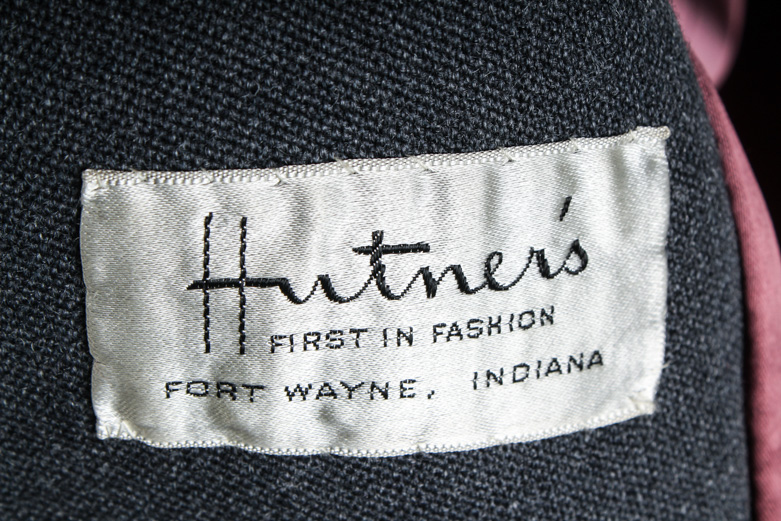 Hutner's
FIRST IN FASHION
FORT WAYNE, INDIANA